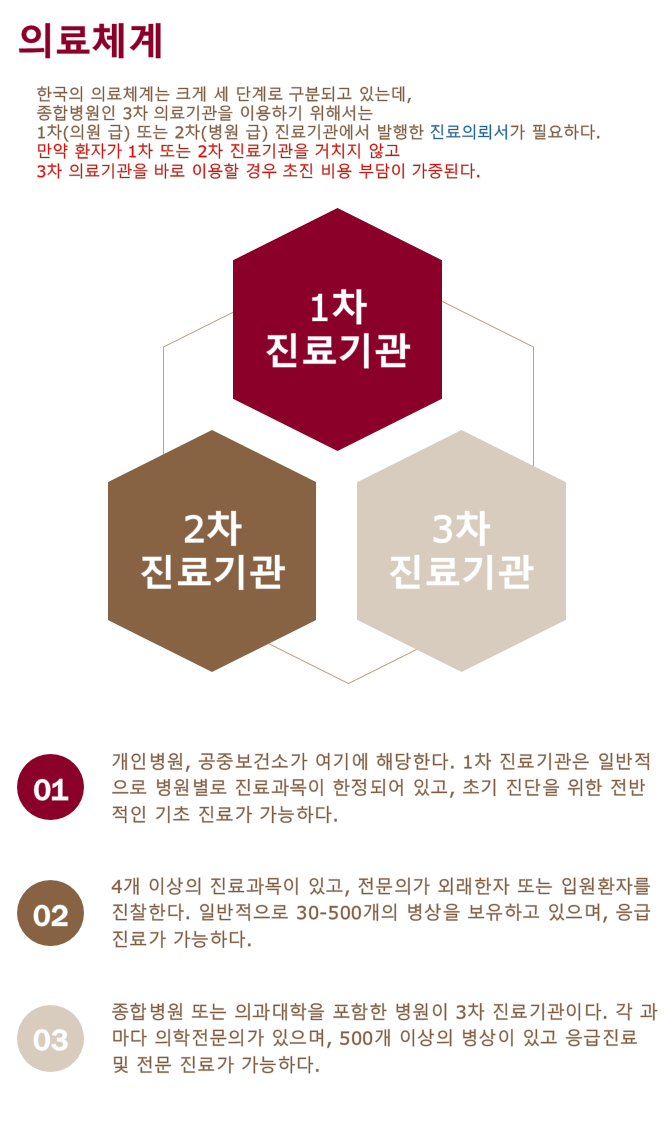 의료체계
한국의 의료체계는 크게 세 단계로 구분되고 있는데,
종합병원인 3차 의료기관을 이용하기 위해서는
1차(의원 급) 또는 2차(병원 급) 진료기관에서 발행한 진료의뢰서가 필요하다.
만약 환자가 1차 또는 2차 진료기관을 거치지 않고
3차 의료기관을 바로 이용할 경우 초진 비용 부담이 가중된다.
1차
진료기관
2차
진료기관
3차
진료기관
01
개인병원, 공중보건소가 여기에 해당한다. 1차 진료기관은 일반적
으로 병원별로 진료과목이 한정되어 있고, 초기 진단을 위한 전반
적인 기초 진료가 가능하다.
02
4개 이상의 진료과목이 있고, 전문의가 외래한자 또는 입원환자를
진찰한다. 일반적으로 30-500개의 병상을 보유하고 있으며, 응급
진료가 가능하다.
03
종합병원 또는 의과대학을 포함한 병원이 3차 진료기관이다. 각 과
마다 의학전문의가 있으며, 500개 이상의 병상이 있고 응급진료
및 전문 진료가 가능하다.